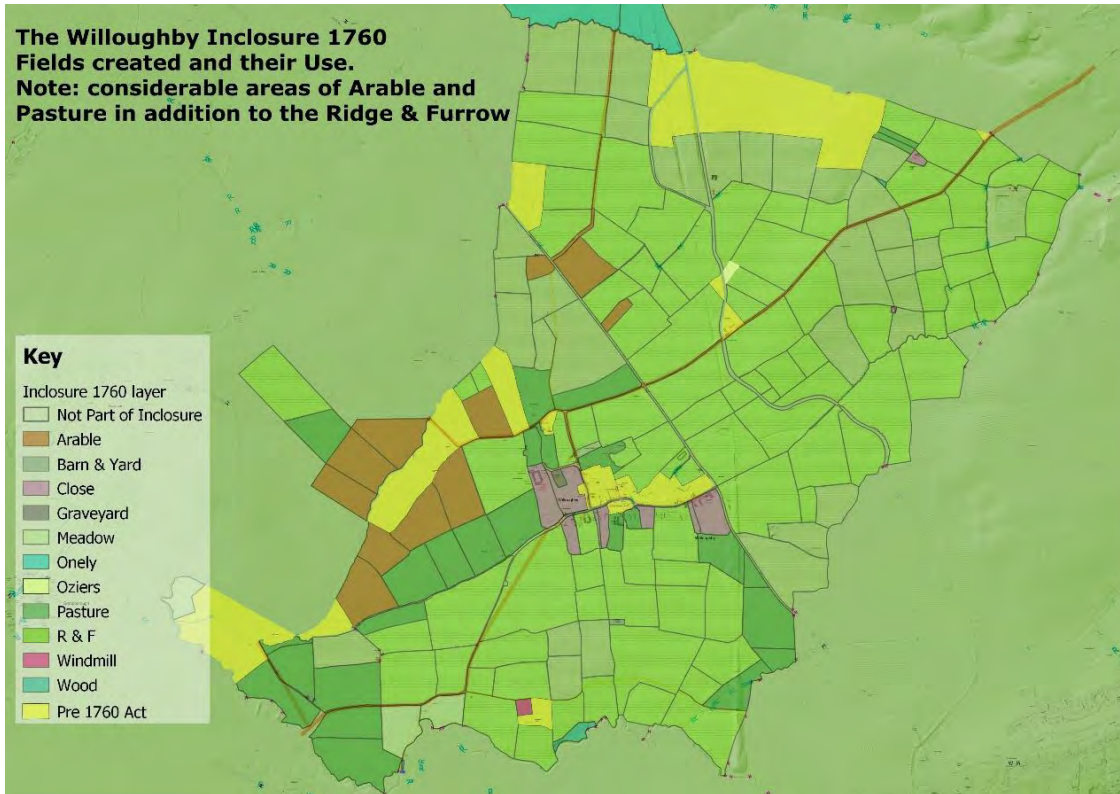 The Willoughby Inclosure 1760
Fields created and their Use.
Note: considerable areas of Arable and
Pasture in addition to the Ridge & Furrow
Key
Inclosure 1760 layer
Not Part of Inclosure
Arable
Barn & Yard
Close
Graveyard
Meadow
Onely
Oziers
Pasture
R & F
Windmill
Wood
Pre 1760 Act